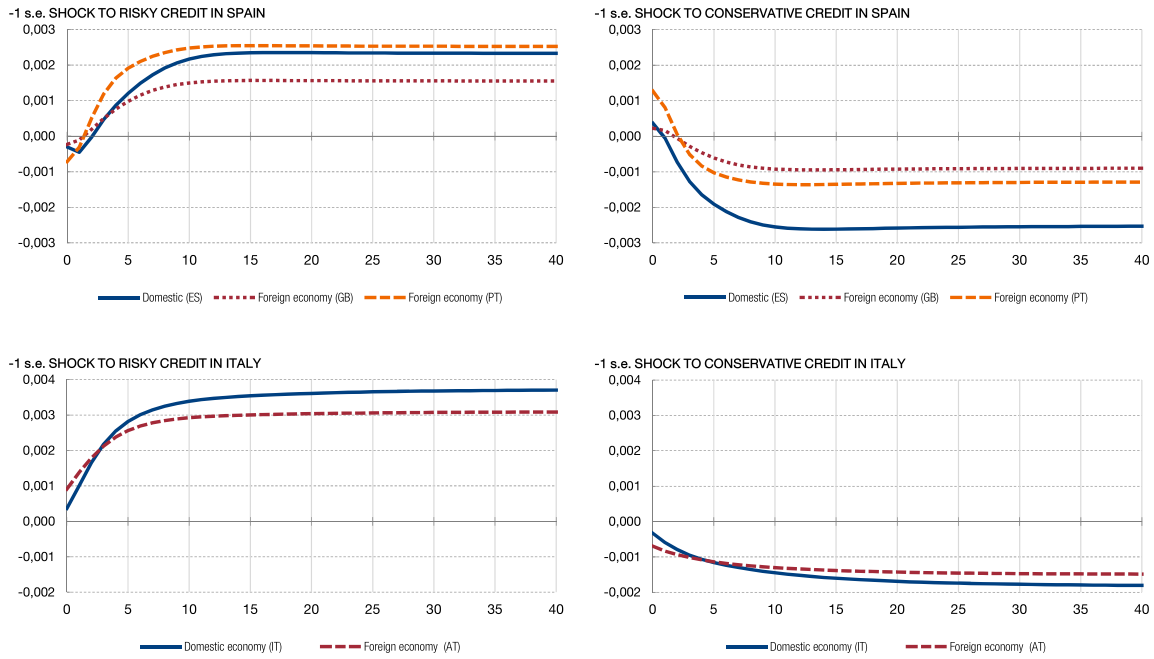 -1 s.e. SHOCK TO RISKY CREDIT IN SPAIN
0,003
0,002
0,001
0,000
-0,001
-0,002
-0,003
0 5 10 15 20 25 30 35 40
Domestic (ES) Foreign economy (GB) Foreign economy (PT)
-1 s.e. SHOCK TO CONSERVATIVE CREDIT IN SPAIN
0,003
0,002
0,001
0,000
-0,001
-0,002
-0,003
0 5 10 15 20 25 30 35 40
Domestic (ES) Foreign economy (GB) Foreign economy (PT)
-1 s.e. SHOCK TO RISKY CREDIT IN ITALY
0,004
0,003
0,002
0,001
0,000
-0,001
-0,002
0 5 10 15 20 25 30 35 40
Domestic economy (IT) Foreign economy (AT)
-1 s.e. SHOCK TO CONSERVATIVE CREDIT IN ITALY
0,004
0,003
0,002
0,001
0,000
-0,001
-0,002
0 5 10 15 20 25 30 35 40
Domestic economy (IT) Foreign economy (AT)